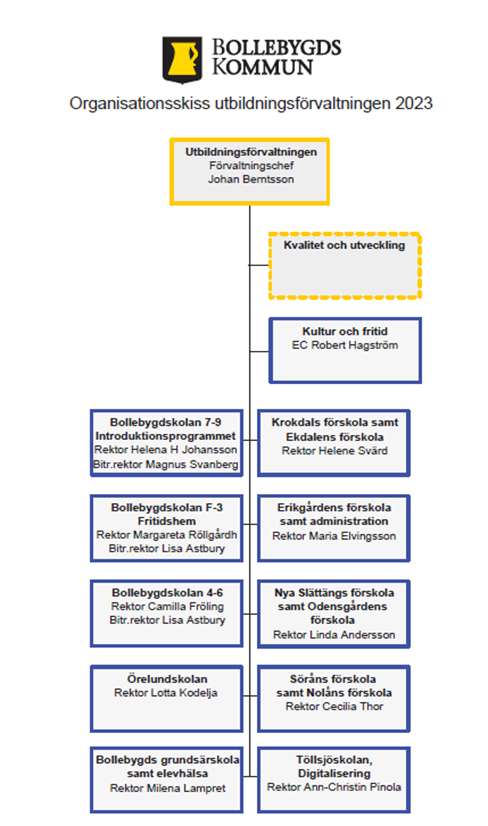 BOLLEBYGDS
KOMMUN
Organisationsskiss utbildningsförvaltningen 2023
Utbildningsförvaltningen
Förvaltningschef
Johan Berntsson
Kvalitet och utveckling
Kultur och fritid
EC Robert Hagström
Bollebygdskolan 7-9
Introduktionsprogrammet
Rektor Helena H Johansson
Bitr.rektor Magnus Svanberg
Krokdals förskola samt
Ekdalens förskola
Rektor Helene Svärd
Bollebygdskolan F-3
Fritidshem
Rektor Margareta Röllgårdh
Bitr.rektor Lisa Astbury
Erikgårdens förskola
samt administration
Rektor Maria Elvingsson
Bollebygdskolan 4-6
Rektor Camilla Fröling
Bitr.rektor Lisa Astbury
Nya Slättängs förskola
samt Odensgårdens
förskola
Rektor Linda Andersson
Örelundskolan
Rektor Lotta Kodelja
Söråns förskola
samt Nolåns förskola
Rektor Cecilia Thor
Bollebygds grundsärskola
samt elevhälsa
Rektor Milena Lampret
Töllsjöskolan,
Digitalisering
Rektor Ann-Christin Pinola